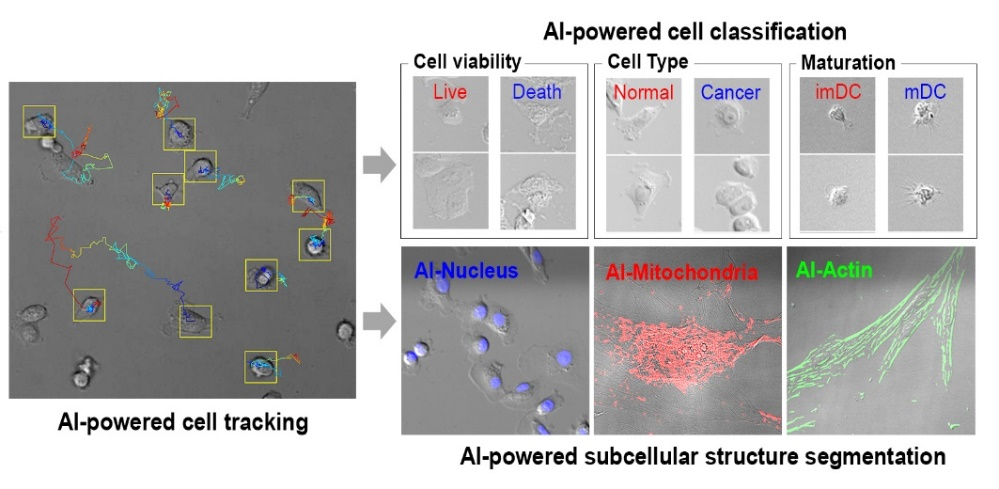 AI-powered cell classification
Cell viability
Cell Type
Maturation
Live
Death
Normal
Cancer
imDC
mDC
AI-Nucleus
AI-Mitochondria
AI-Actin
AI-powered cell tracking
AI-powered subcellular structure segmentation